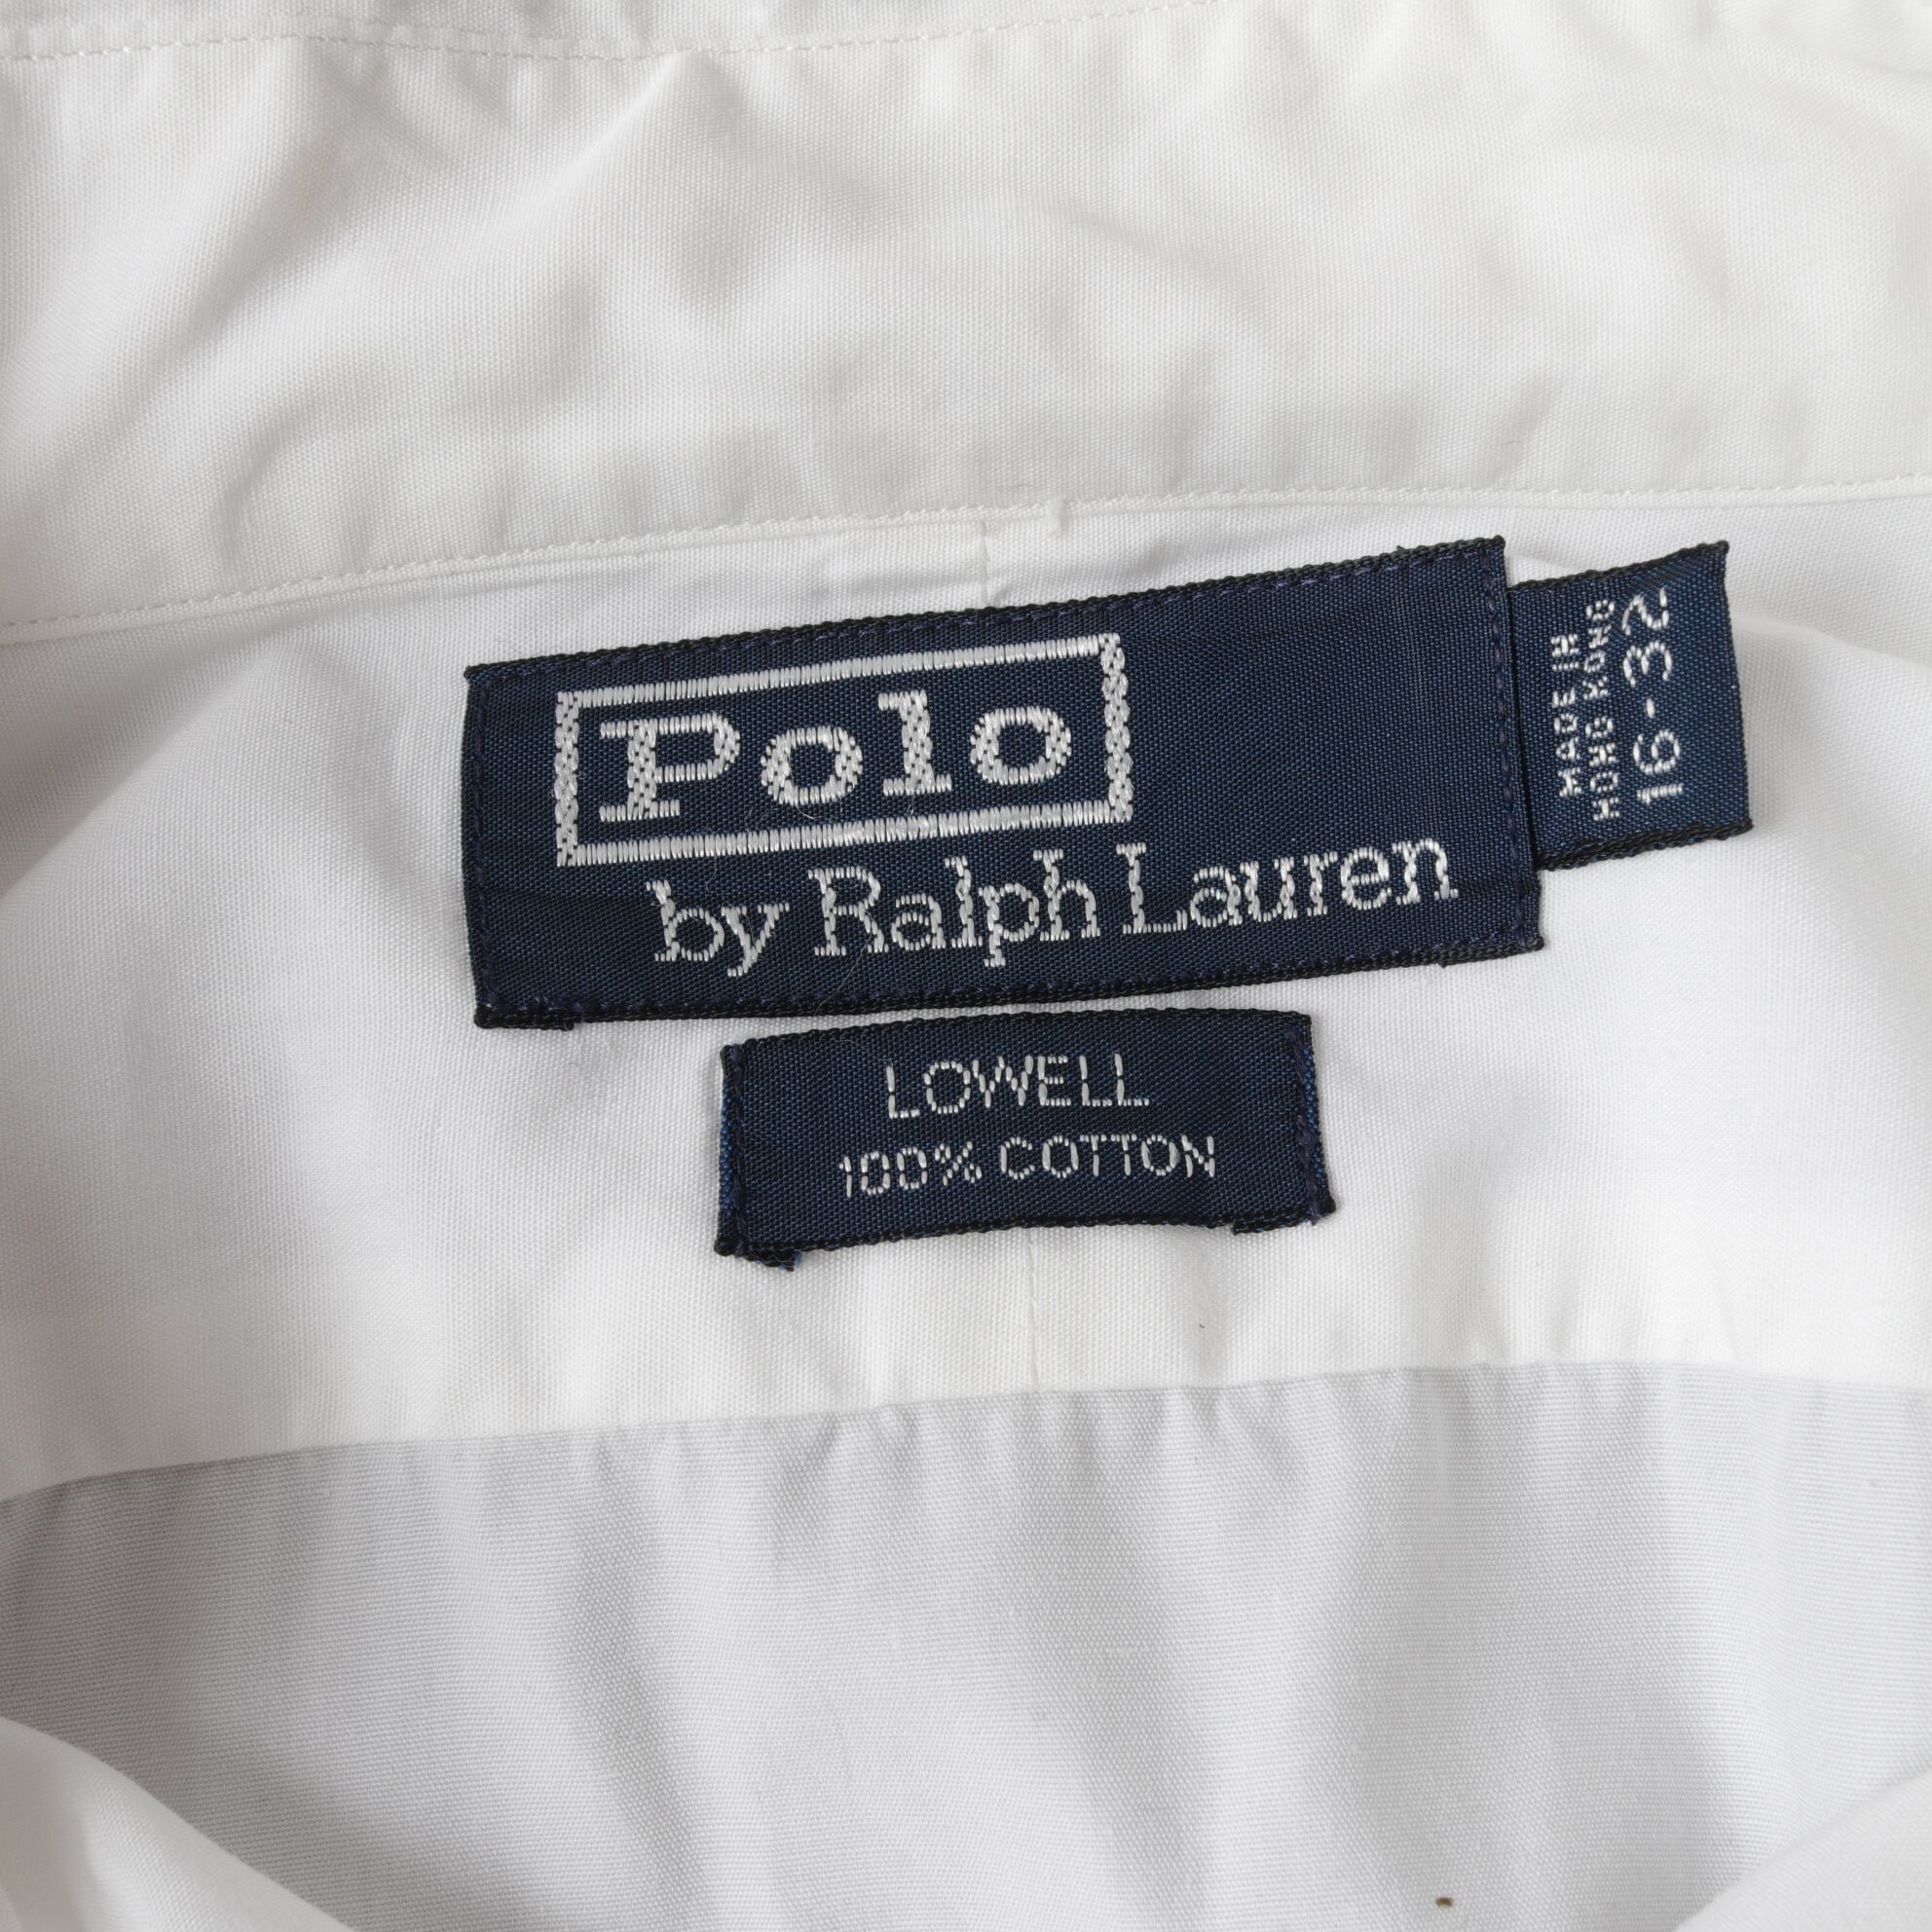 Polo
by Ralph Lauren
MADE IN
HONG KONG
16-32
LOWELL
100% COTTON